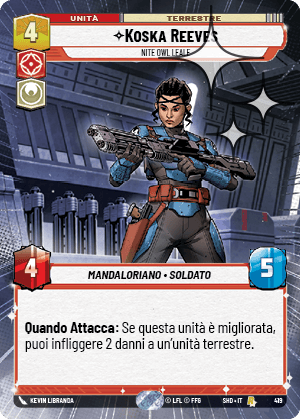 UNITÀ
TERRESTRE
4
✧KOSKA REEVES
NITE OWL LEALE
4
MANDALORIANO • SOLDATO
5
Quando Attacca: Se questa unità è migliorata,
puoi infliggere 2 danni a un'unità terrestre.
KEVIN LIBRANDA
© LFL © FFG
SHD • IT
419